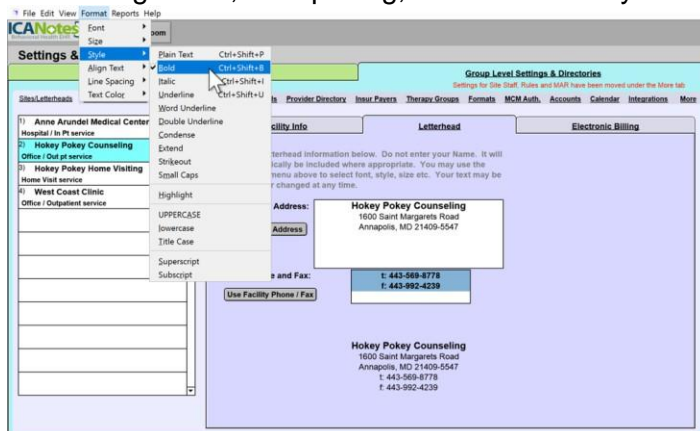 File Edit View Format Reports Help
ICANotes
Settings &
Font
Size
Style
Align Text
Line Spacing
Text Color
Plain Text Ctrl+Shift+P
Bold Ctrl+Shift+B
Italic Ctrl+Shift+I
Underline Ctrl+Shift+U
Word Underline
Double Underline
Condense
Extend
Strikeout
Small Caps
Highlight
UPPERCASE
lowercase
Title Case
Superscript
Subscript
Group Level Settings & Directories
Settings for Site Staff, Rules and MAR have been moved under the More tab
Sites/Letterheads Provider Directory Insur Payers Therapy Groups Formats MCM Auth. Accounts Calendar Integrations More
1) Anne Arundel Medical Center
Hospital / In Pt service
2) Hokey Pokey Counseling
Office / Out pt service
3) Hokey Pokey Home Visiting
Home Visit service
4) West Coast Clinic
Office / Outpatient service
Letterhead
Electronic Billing
information below. Do not enter your Name. It will
be included where appropriate. You may use the
menu above to select font, style, size etc. Your text may be
changed at any time.
Address:
Address
Hokey Pokey Counseling
1600 Saint Margarets Road
Annapolis, MD 21409-5547
and Fax:
Use Facility Phone / Fax
t: 443-569-8778
f: 443-992-4239
Hokey Pokey Counseling
1600 Saint Margarets Road
Annapolis, MD 21409-5547
t: 443-569-8778
f: 443-992-4239